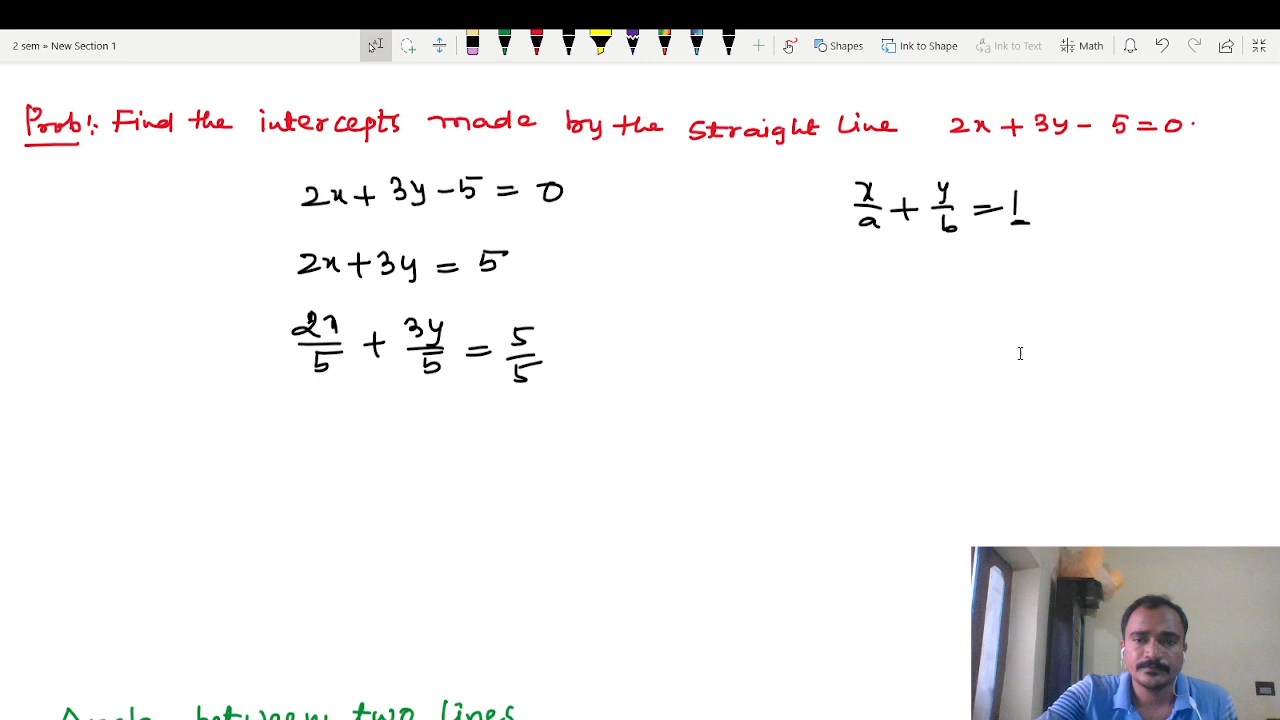 2 sem » New Section 1
Shapes Ink to Shape Ink to Text Math
Prob!. Find the intercepts made by the straight Line 2x + 3y - 5 = 0.
2x + 3y - 5 = 0
x/a + y/b = 1
2x + 3y = 5
2x/5 + 3y/5 = 5/5
Angle between two lines